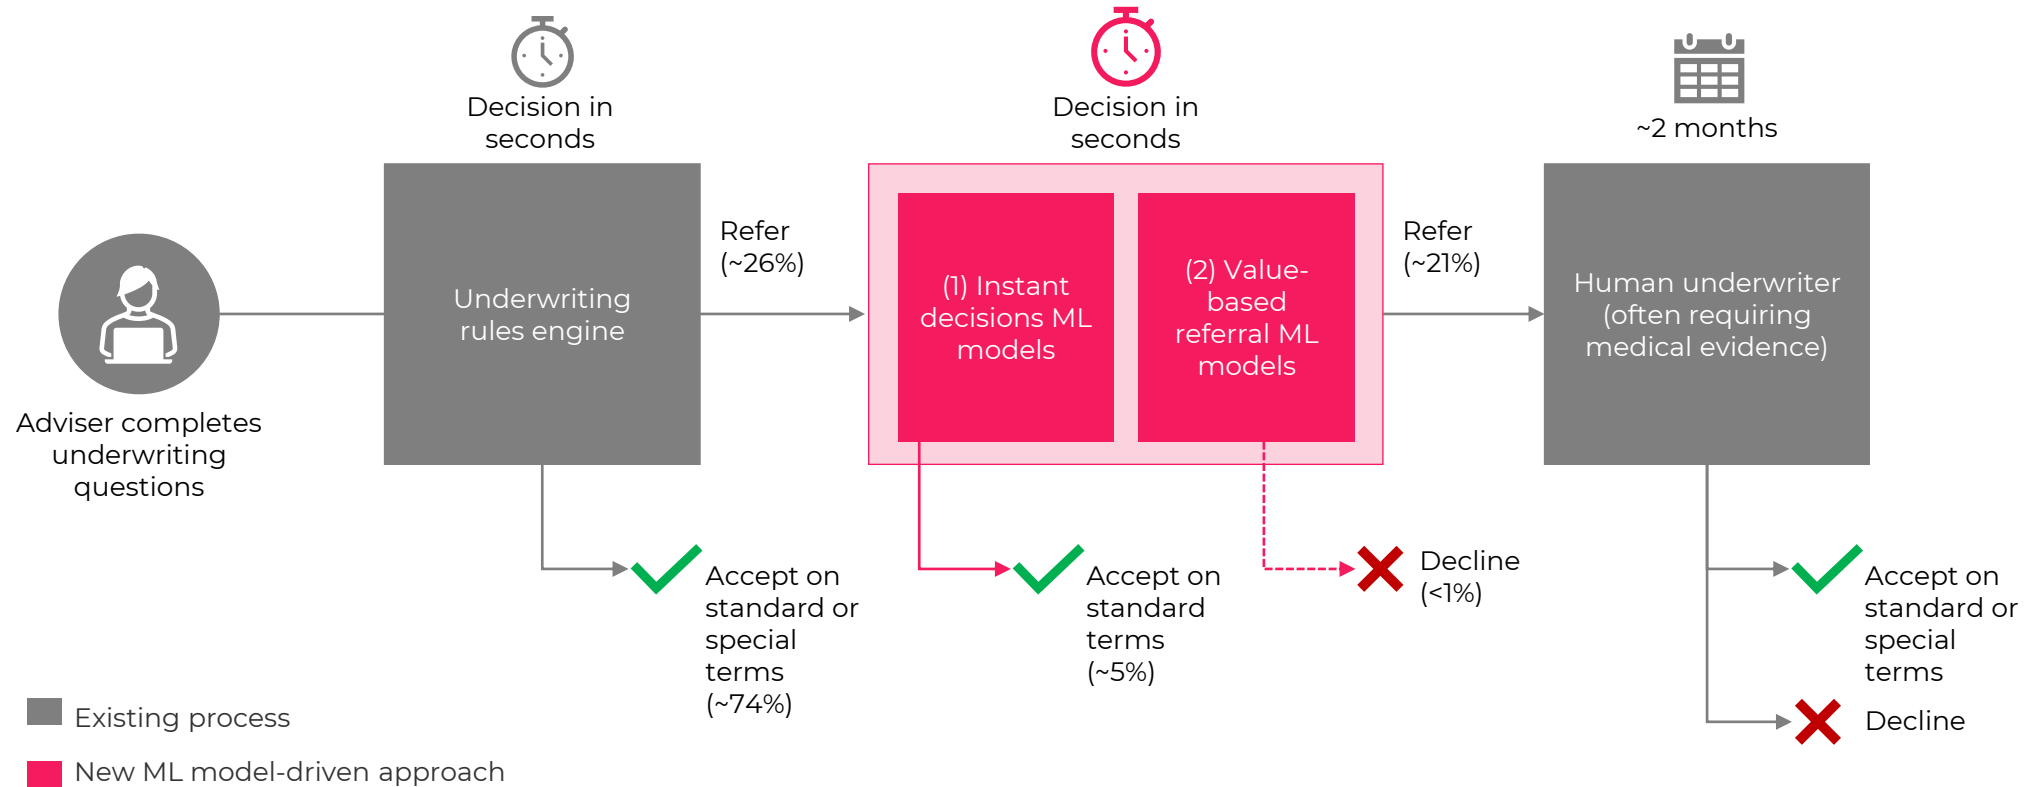 Decision in
seconds
Decision in
seconds
~2 months
Adviser completes
underwriting
questions
Underwriting
rules engine
Refer
(~26%)
(1) Instant
decisions ML
models
(2) Value-
based
referral ML
models
Refer
(~21%)
Human underwriter
(often requiring
medical evidence)
Accept on
standard or
special
terms
(~74%)
Accept on
standard
terms
(~5%)
Decline
(<1%)
Accept on
standard or
special
terms
Decline
Existing process
New ML model-driven approach